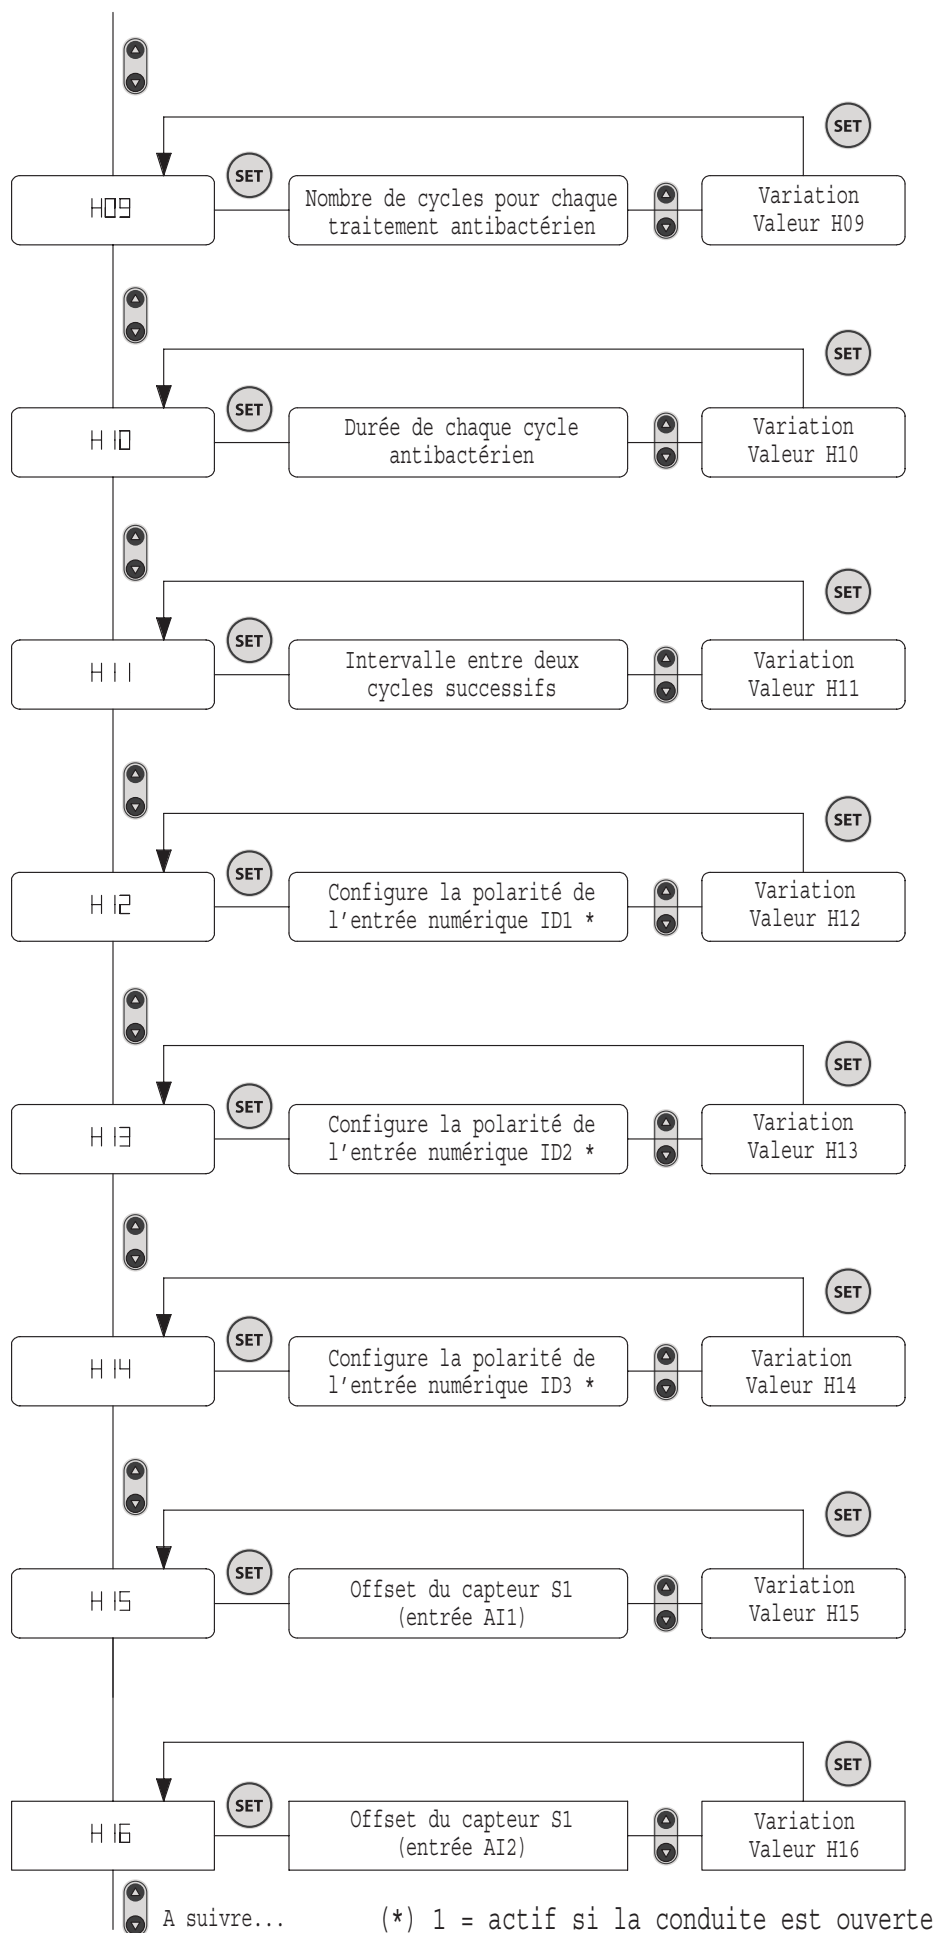 SET
SET
H09
Nombre de cycles pour chaque
traitement antibactérien
Variation
Valeur H09
SET
SET
H10
Durée de chaque cycle
antibactérien
Variation
Valeur H10
SET
SET
H11
Intervalle entre deux
cycles successifs
Variation
Valeur H11
SET
SET
H12
Configure la polarité de
l'entrée numérique ID1 *
Variation
Valeur H12
SET
SET
H13
Configure la polarité de
l'entrée numérique ID2 *
Variation
Valeur H13
SET
SET
H14
Configure la polarité de
l'entrée numérique ID3 *
Variation
Valeur H14
SET
SET
H15
Offset du capteur S1
(entrée AI1)
Variation
Valeur H15
SET
SET
H16
Offset du capteur S1
(entrée AI2)
Variation
Valeur H16
A suivre...
(*) 1 = actif si la conduite est ouverte